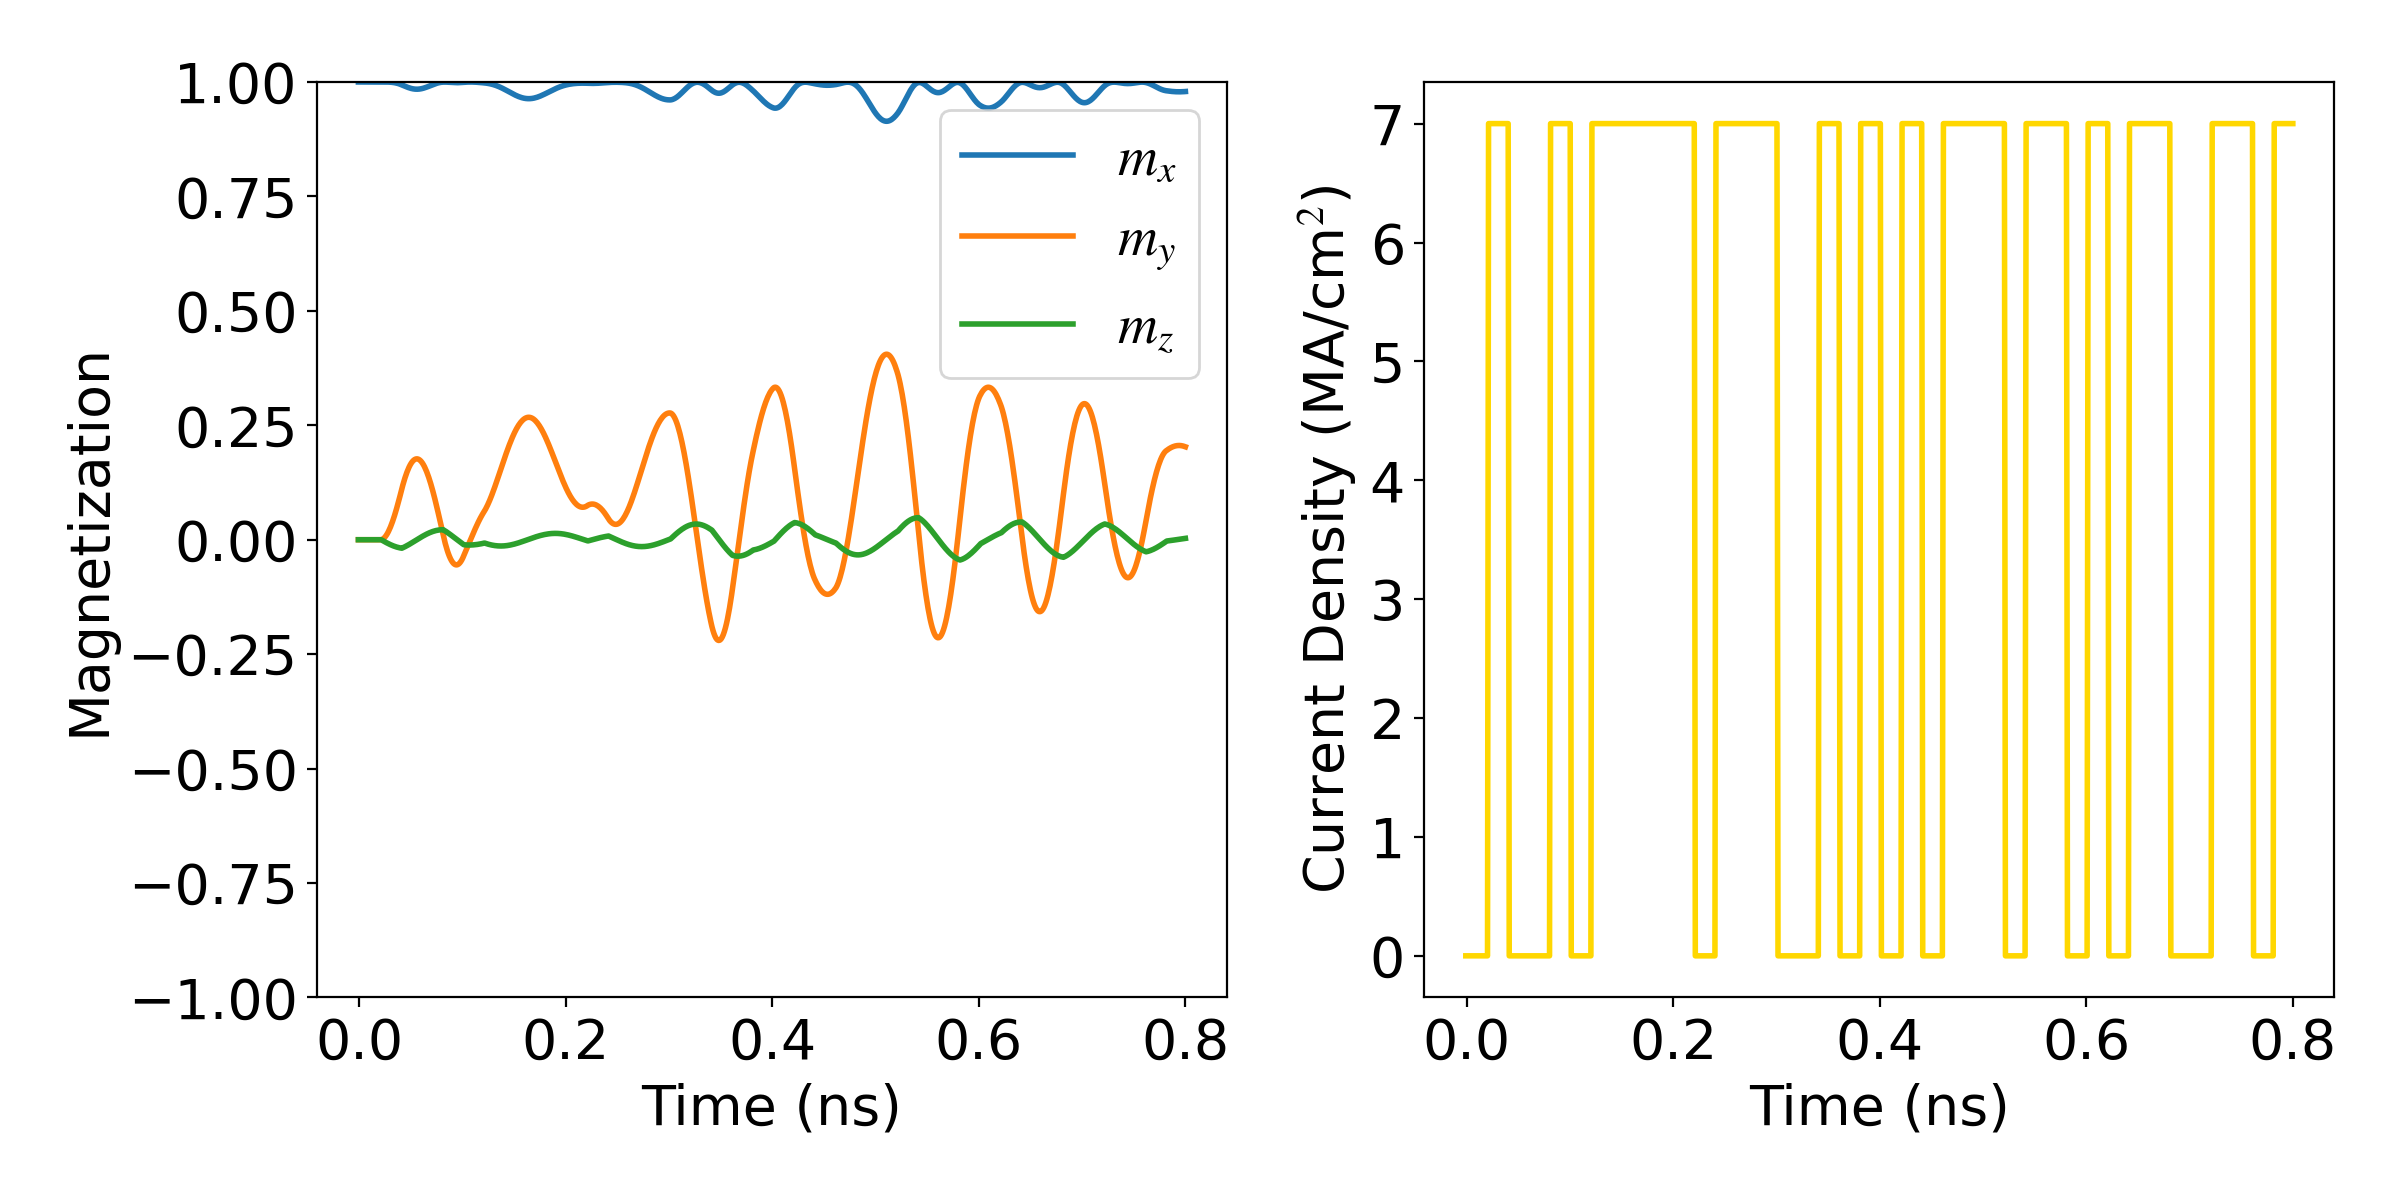 1.00
0.75
0.50
0.25
0.00
−0.25
−0.50
−0.75
−1.00
Magnetization
0.0 0.2 0.4 0.6 0.8
Time (ns)
m_x
m_y
m_z
7
6
5
4
3
2
1
0
Current Density (MA/cm²)
0.0 0.2 0.4 0.6 0.8
Time (ns)